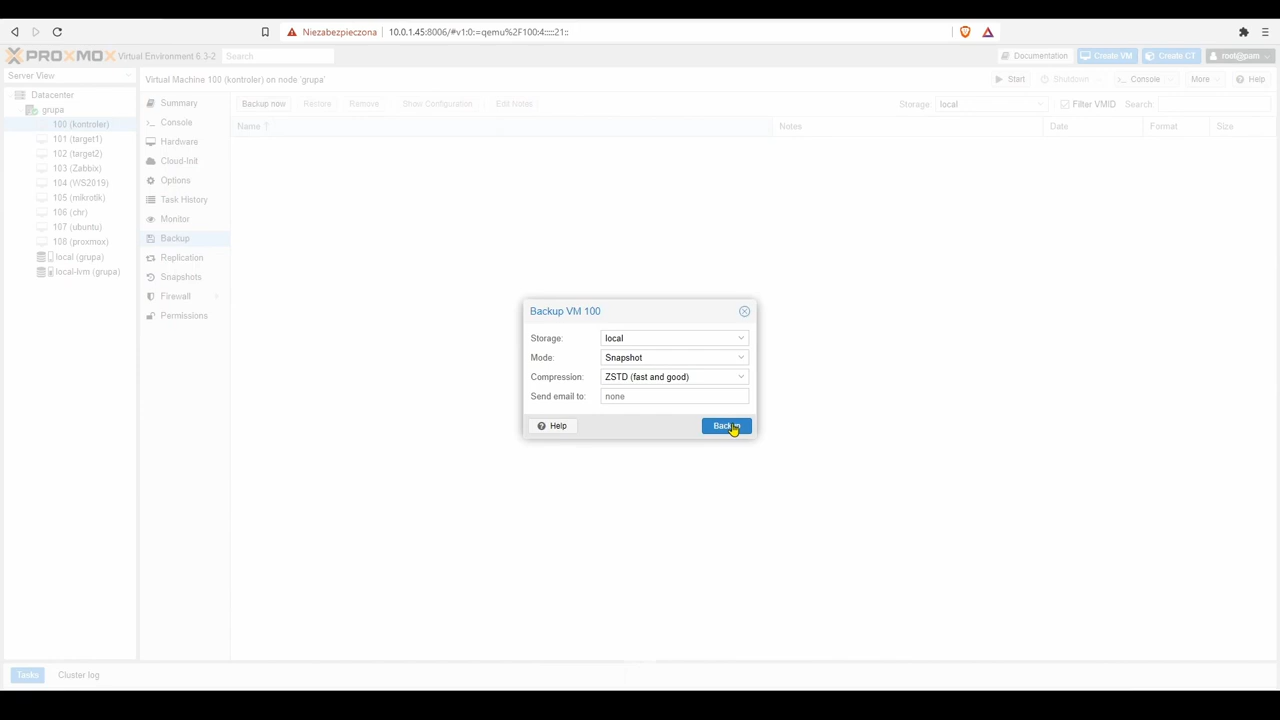 Niezabezpieczona 10.0.1.45:8006/#v1:0:=qemu%2F100:4:::::21::
PROXMOX Virtual Environment 6.3-2 Search Documentation Create VM Create CT root@pam
Server View
Virtual Machine 100 (kontroler) on node 'grupa' Start Shutdown Console More Help
Datacenter
grupa
100 (kontroler)
101 (target1)
102 (target2)
103 (Zabbix)
104 (WS2019)
105 (mikrotik)
106 (chr)
107 (ubuntu)
108 (proxmox)
local (grupa)
local-lvm (grupa)
Summary
Console
Hardware
Cloud-Init
Options
Task History
Monitor
Backup
Replication
Snapshots
Firewall
Permissions
Backup now Restore Remove Show Configuration Edit Notes Storage: local Filter VMID Search:
Name Notes Date Format Size
Backup VM 100
Storage: local
Mode: Snapshot
Compression: ZSTD (fast and good)
Send email to: none
Help Backup
Tasks Cluster log